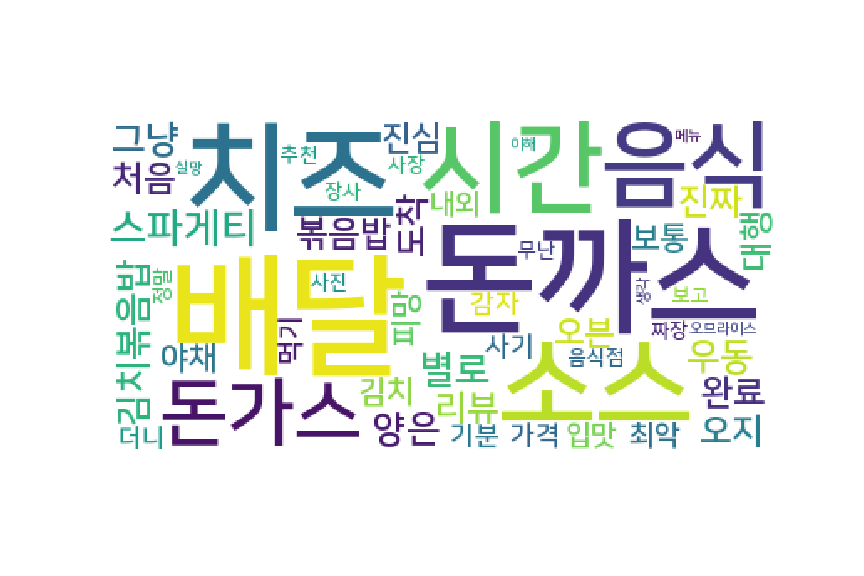 그냥
치즈
추천
진심
시간
이해
음식
메뉴
처음
실망
장사
사장
내외
진짜
스파게티
볶음밥
도착
무난
돈까스
보통
대행
김치볶음밥
정말
배달
사진
피망
감자
생각
보고
야채
먹기
오븐
짜장
오므라이스
사기
음식점
우동
돈가스
김치
별로
리뷰
소스
완료
더니
양은
기분
가격
입맛
최악
오지